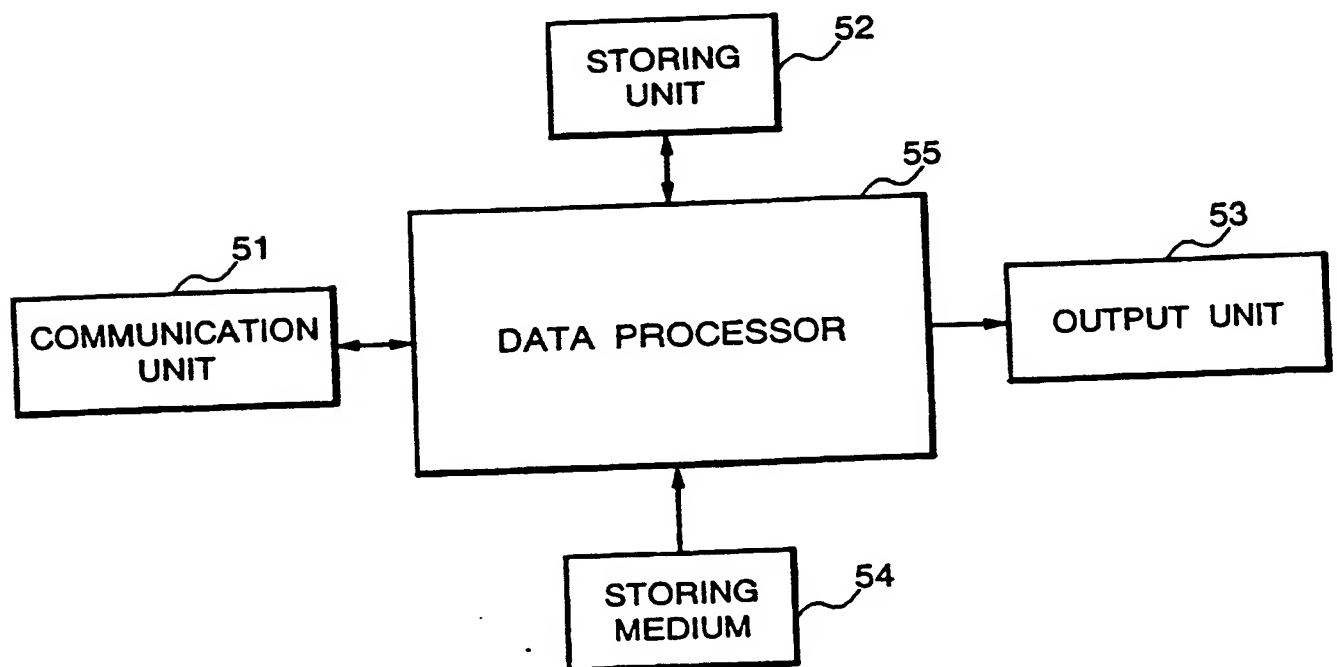 52
STORING
UNIT
55
51
53
COMMUNICATION
UNIT
DATA PROCESSOR
OUTPUT UNIT
54
STORING
MEDIUM